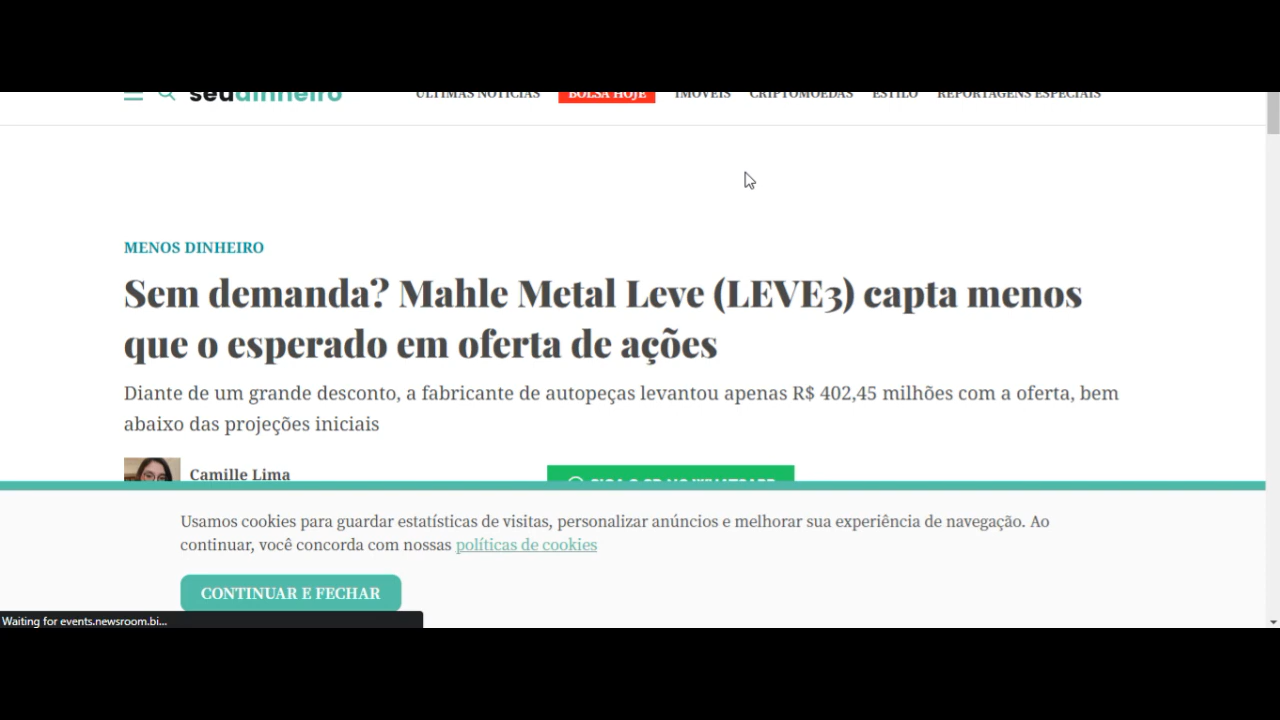 seudinheiro
ÚLTIMAS NOTÍCIAS BOLSA HOJE IMÓVEIS CRIPTOMOEDAS ESTILO REPORTAGENS ESPECIAIS
MENOS DINHEIRO
Sem demanda? Mahle Metal Leve (LEVE3) capta menos
que o esperado em oferta de ações
Diante de um grande desconto, a fabricante de autopeças levantou apenas R$ 402,45 milhões com a oferta, bem
abaixo das projeções iniciais
Camille Lima
SIGA O SD NO WHATSAPP
Usamos cookies para guardar estatísticas de visitas, personalizar anúncios e melhorar sua experiência de navegação. Ao
continuar, você concorda com nossas políticas de cookies
CONTINUAR E FECHAR
Waiting for events.newsroom.bi...